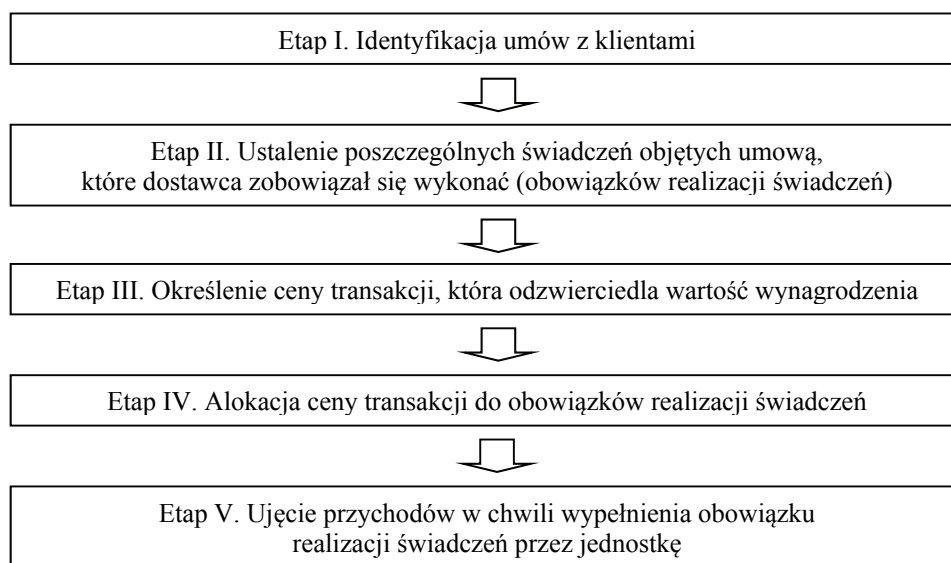 Etap I. Identyfikacja umów z klientami
Etap II. Ustalenie poszczególnych świadczeń objętych umową,
które dostawca zobowiązał się wykonać (obowiązków realizacji świadczeń)
Etap III. Określenie ceny transakcji, która odzwierciedla wartość wynagrodzenia
Etap IV. Alokacja ceny transakcji do obowiązków realizacji świadczeń
Etap V. Ujęcie przychodów w chwili wypełnienia obowiązku
realizacji świadczeń przez jednostkę